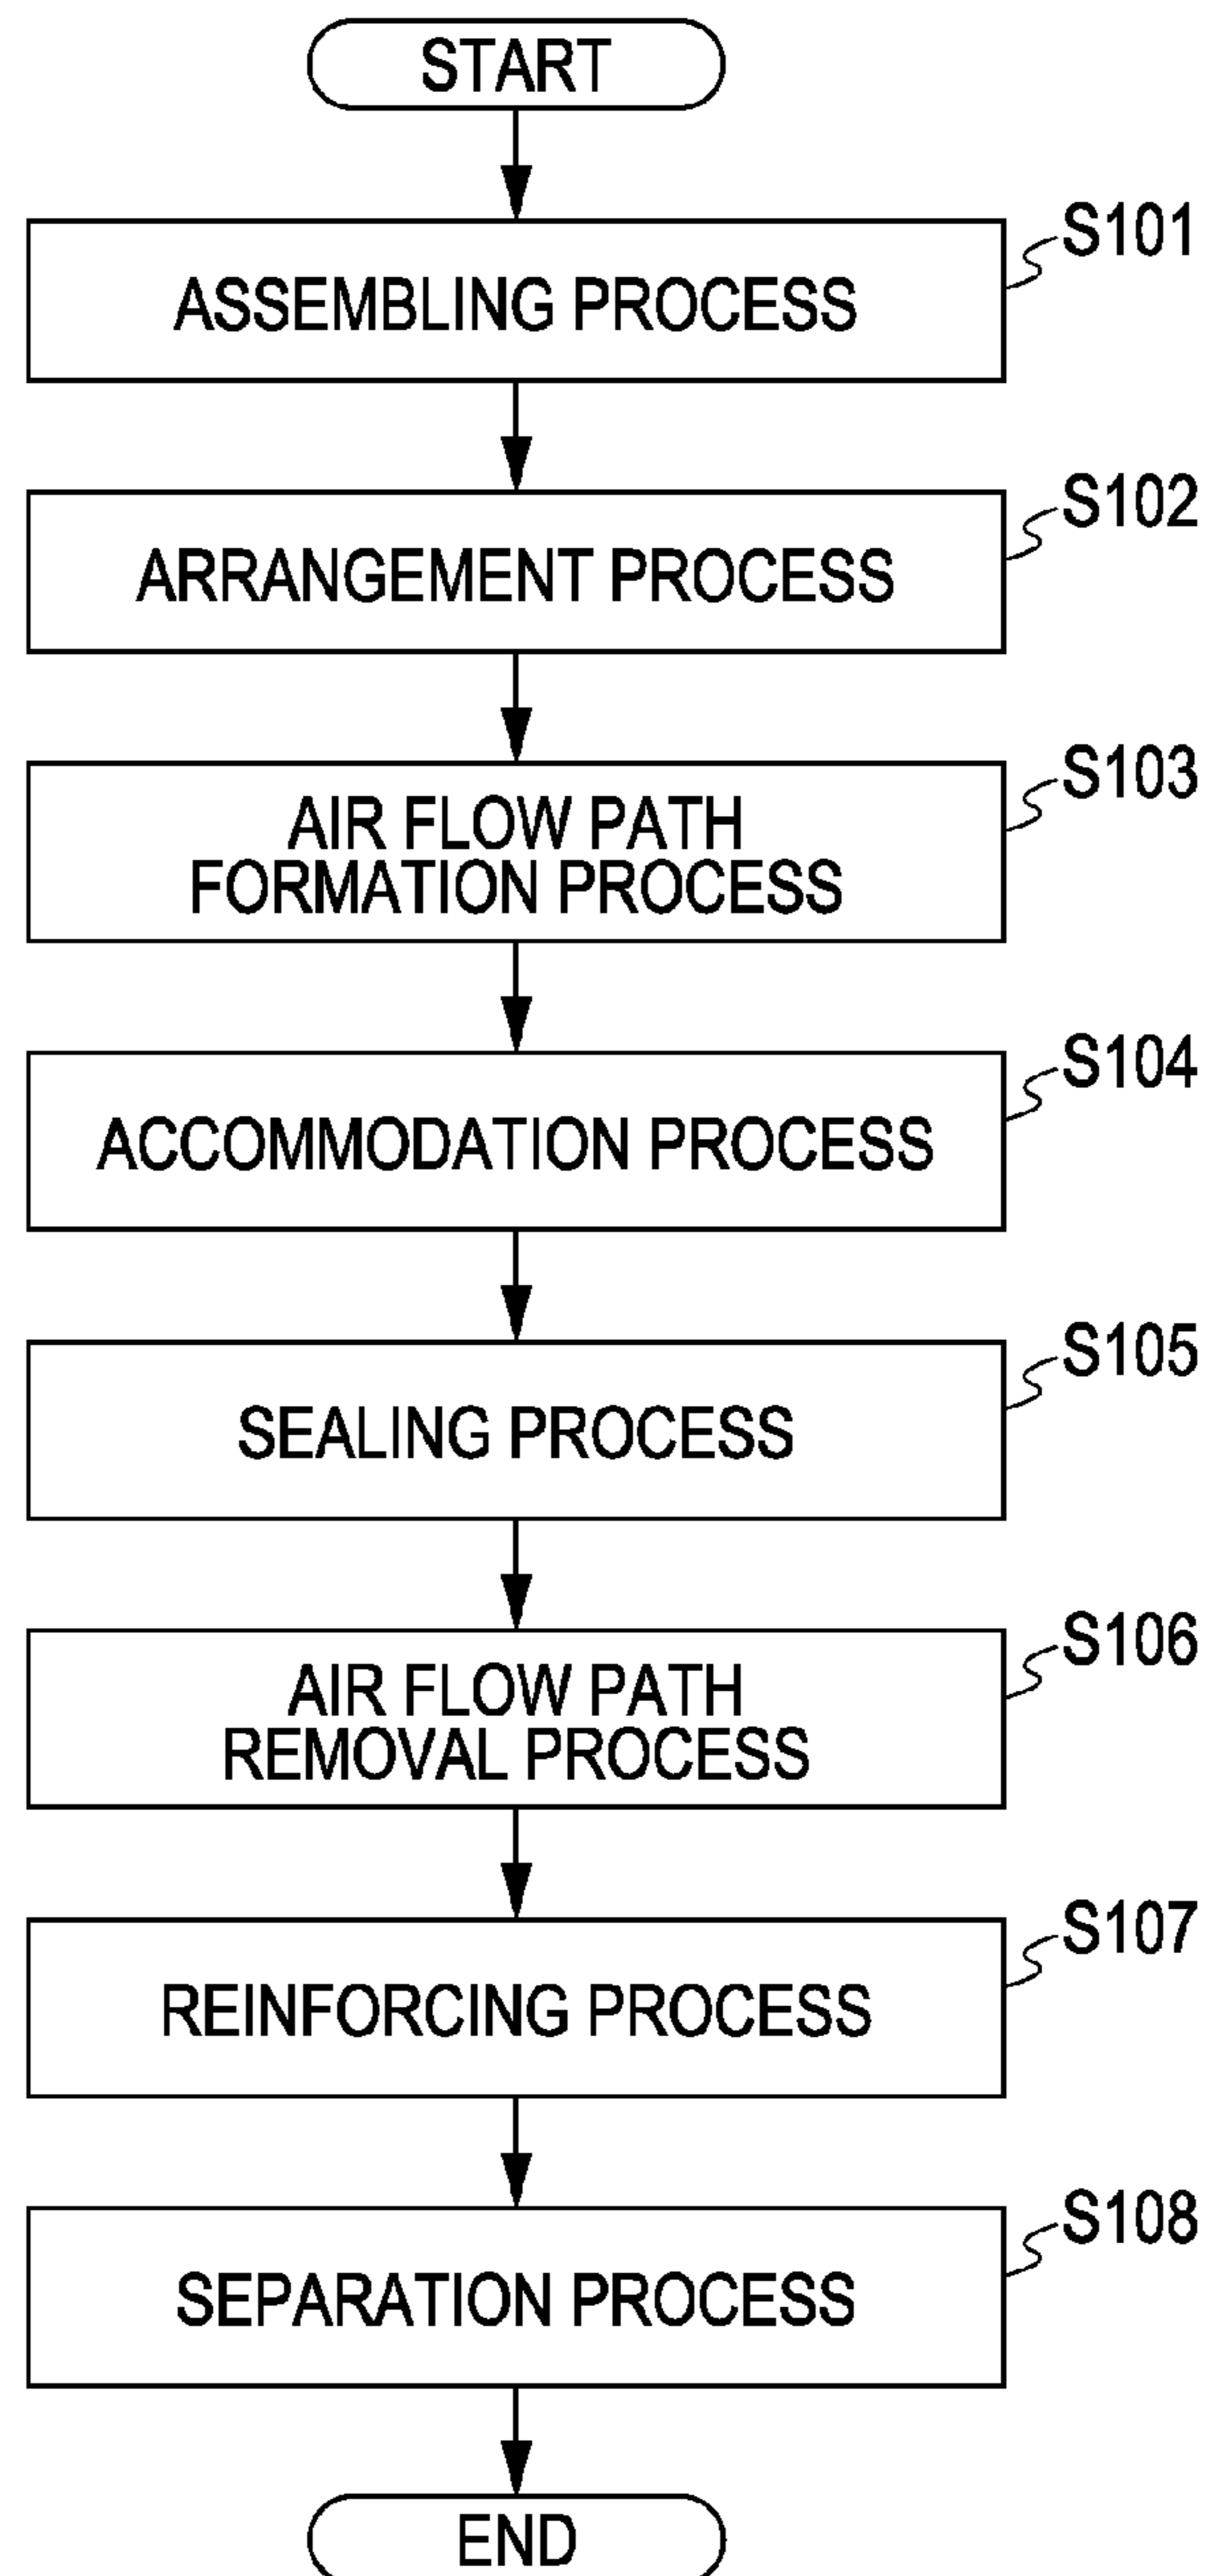 START
S101
ASSEMBLING PROCESS
S102
ARRANGEMENT PROCESS
S103
AIR FLOW PATH
FORMATION PROCESS
S104
ACCOMMODATION PROCESS
S105
SEALING PROCESS
S106
AIR FLOW PATH
REMOVAL PROCESS
S107
REINFORCING PROCESS
S108
SEPARATION PROCESS
END